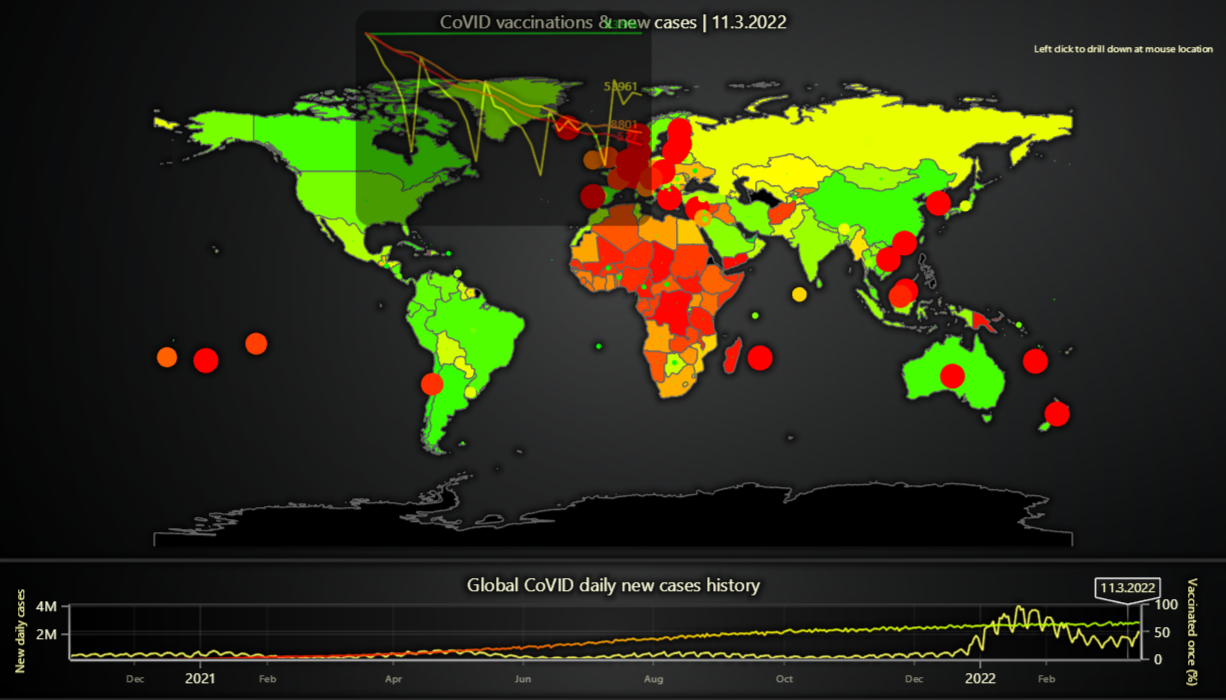 CoVID vaccinations & new cases | 11.3.2022
Left click to drill down at mouse location
53961
8801
Global CoVID daily new cases history
11.3.2022
New daily cases
4M
2M
100
50
0
Vaccinated once (%)
Dec 2021 Feb Apr Jun Aug Oct Dec 2022 Feb